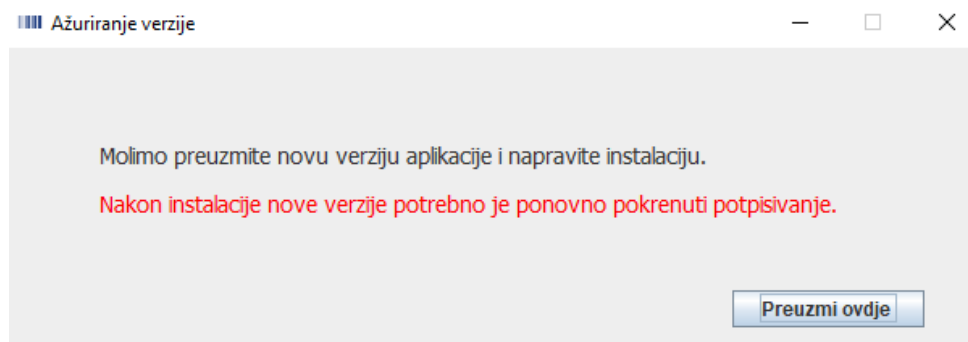 Ažuriranje verzije
Molimo preuzmite novu verziju aplikacije i napravite instalaciju.
Nakon instalacije nove verzije potrebno je ponovno pokrenuti potpisivanje.
Preuzmi ovdje